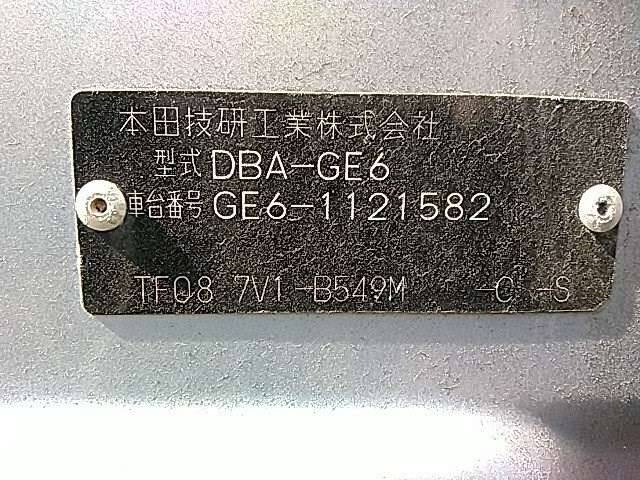 本田技研工業株式会社
型式 DBA-GE6
車台番号 GE6-1121582
TF08 7V1 -B549M -C -S